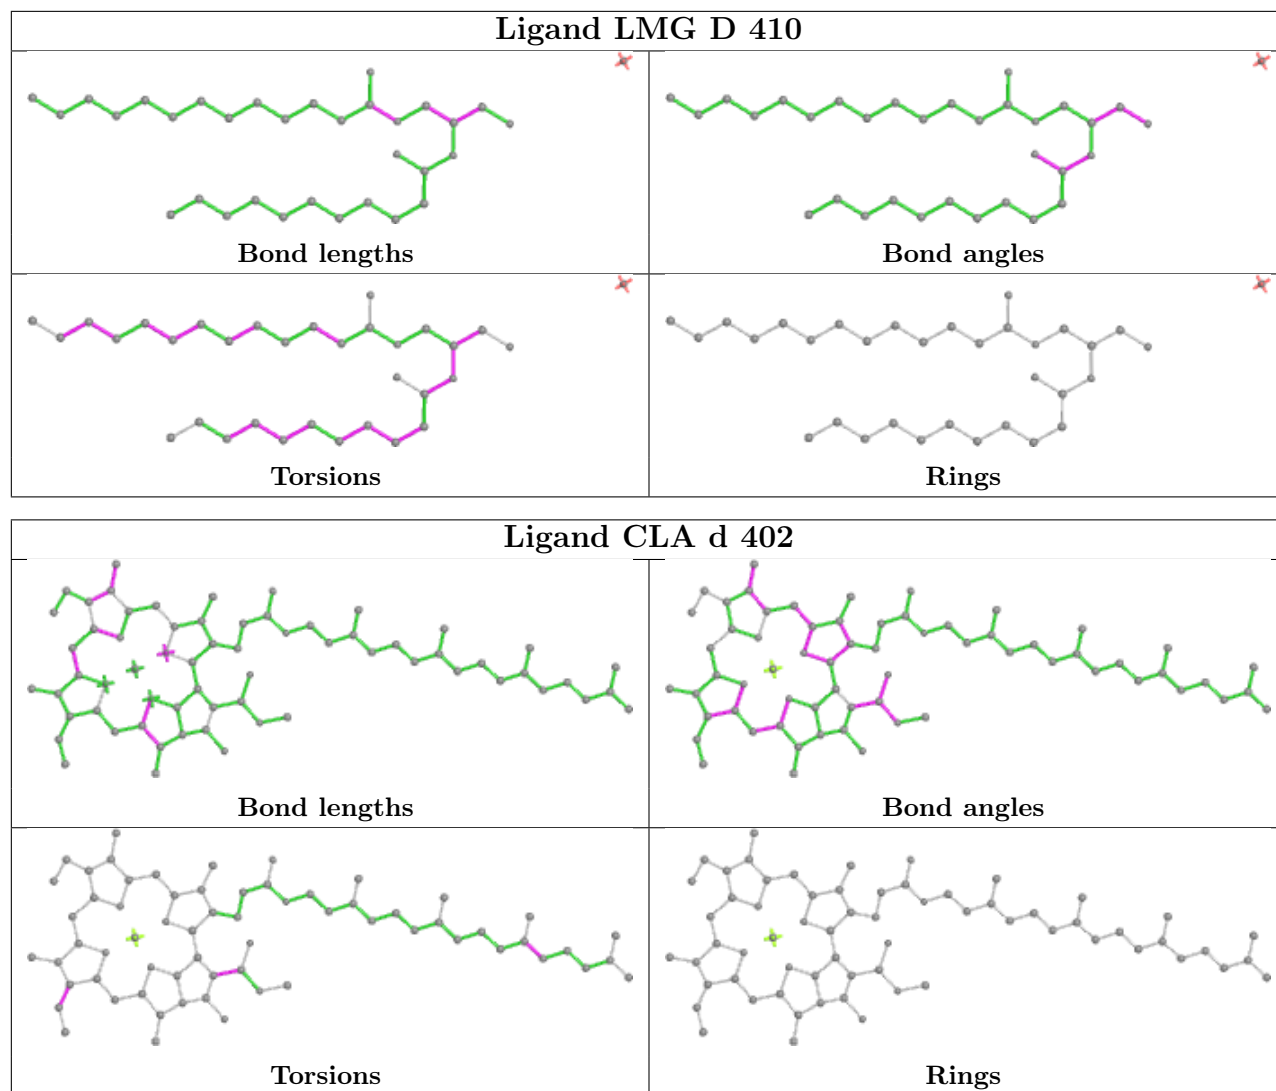 Ligand LMG D 410
Bond lengths
Bond angles
Torsions
Rings
Ligand CLA d 402
Bond lengths
Bond angles
Torsions
Rings